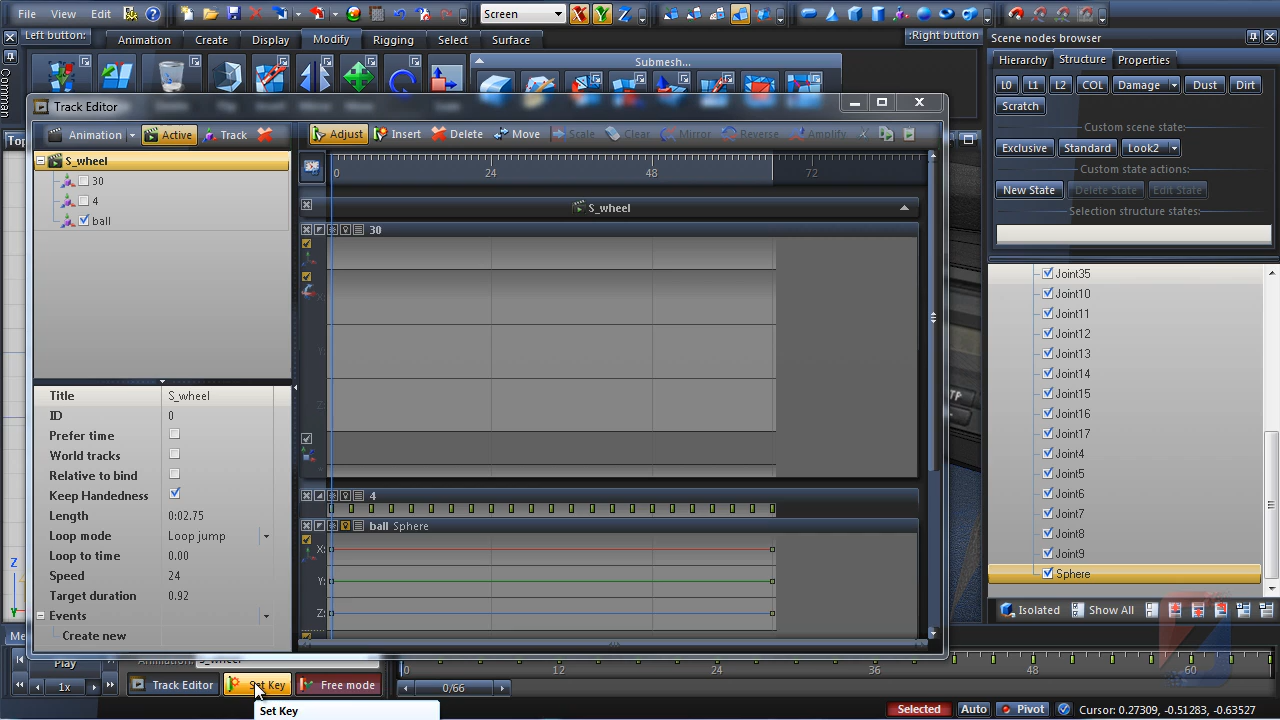 File View Edit Screen X Y Z
Left button: Animation Create Display Modify Rigging Select Surface :Right button
Scene nodes browser
Hierarchy Structure Properties
Submesh...
L0 L1 L2 COL Damage Dust Dirt
Scratch
Custom scene state:
Exclusive Standard Look2
Custom state actions:
New State Delete State Edit State
Selection structure states:
Track Editor
Animation Active Track Adjust Insert Delete Move Scale Clear Mirror Reverse Amplify
S_wheel
30
4
ball
0 24 48 72
S_wheel
30
4
ball Sphere
X:
Y:
Z:
Title S_wheel
ID 0
Prefer time
World tracks
Relative to bind
Keep Handedness
Length 0:02.75
Loop mode Loop jump
Loop to time 0.00
Speed 24
Target duration 0.92
Events
Create new
Joint35
Joint10
Joint11
Joint12
Joint13
Joint14
Joint15
Joint16
Joint17
Joint4
Joint5
Joint6
Joint7
Joint8
Joint9
Sphere
Isolated Show All
Play Animation: S_wheel
0 12 24 36 48 60
1x Track Editor Set Key Free mode 0/66
Set Key
Selected Auto Pivot Cursor: 0.27309, -0.51283, -0.63527